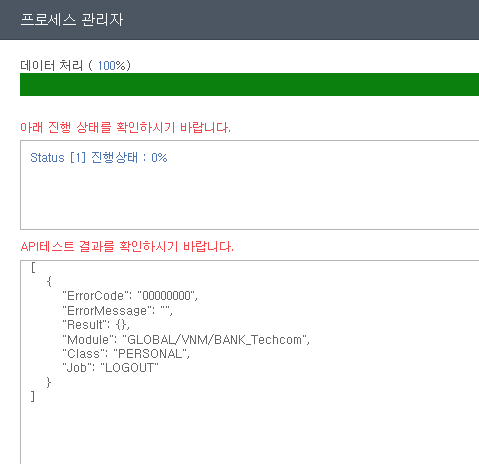 프로세스 관리자
데이터 처리 ( 100%)
아래 진행 상태를 확인하시기 바랍니다.
Status [1] 진행상태 : 0%
API테스트 결과를 확인하시기 바랍니다.
[
{
"ErrorCode": "00000000",
"ErrorMessage": "",
"Result": {},
"Module": "GLOBAL/VNM/BANK_Techcom",
"Class": "PERSONAL",
"Job": "LOGOUT"
}
]